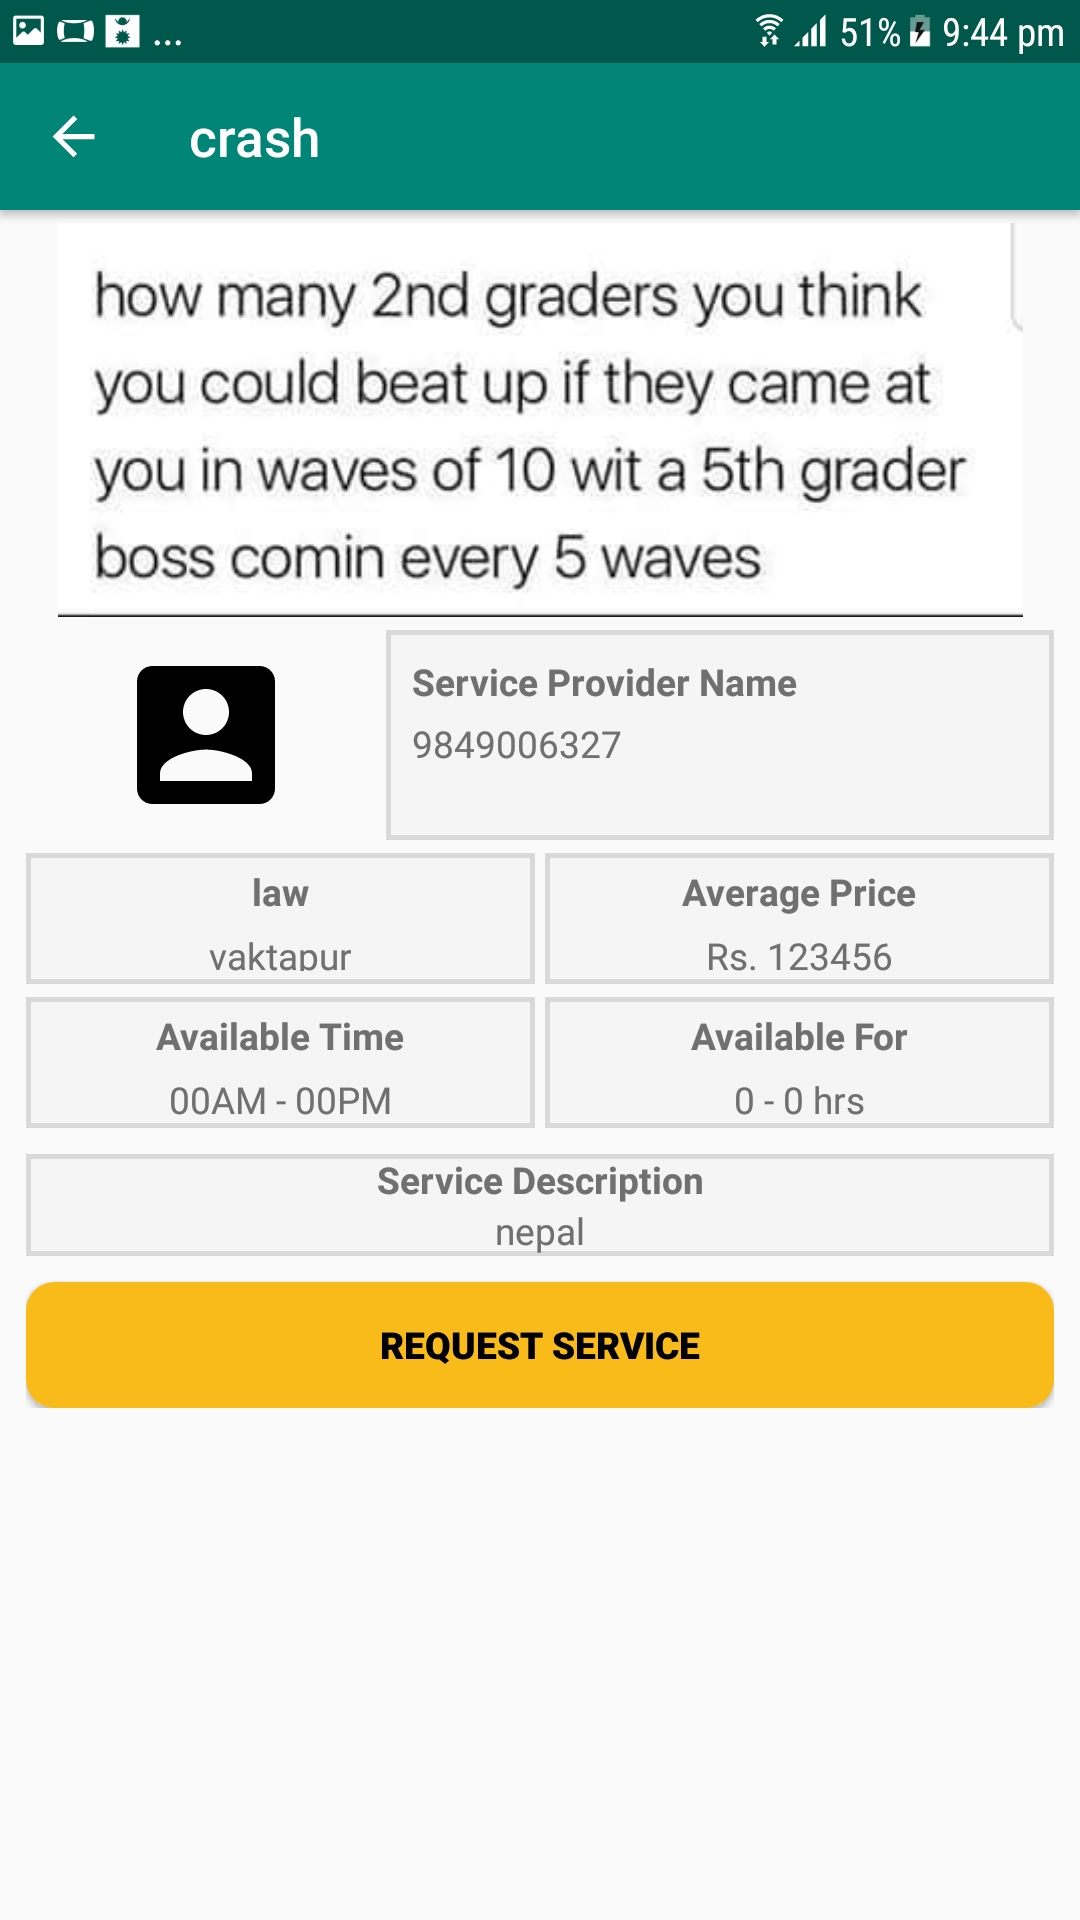 ... 51% 9:44 pm
crash
how many 2nd graders you think
you could beat up if they came at
you in waves of 10 wit a 5th grader
boss comin every 5 waves
Service Provider Name
9849006327
law
vaktapur
Average Price
Rs. 123456
Available Time
00AM - 00PM
Available For
0 - 0 hrs
Service Description
nepal
REQUEST SERVICE